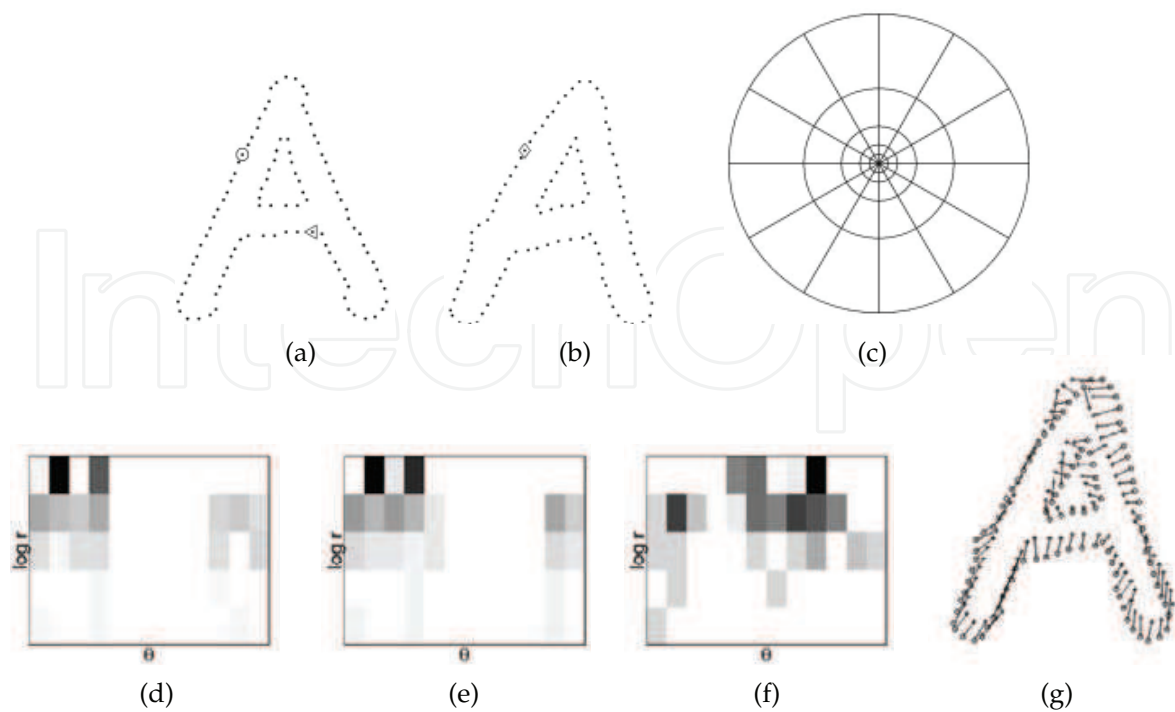 IntechOpen
(a) (b) (c)
log r log r log r
θ θ θ
(d) (e) (f) (g)